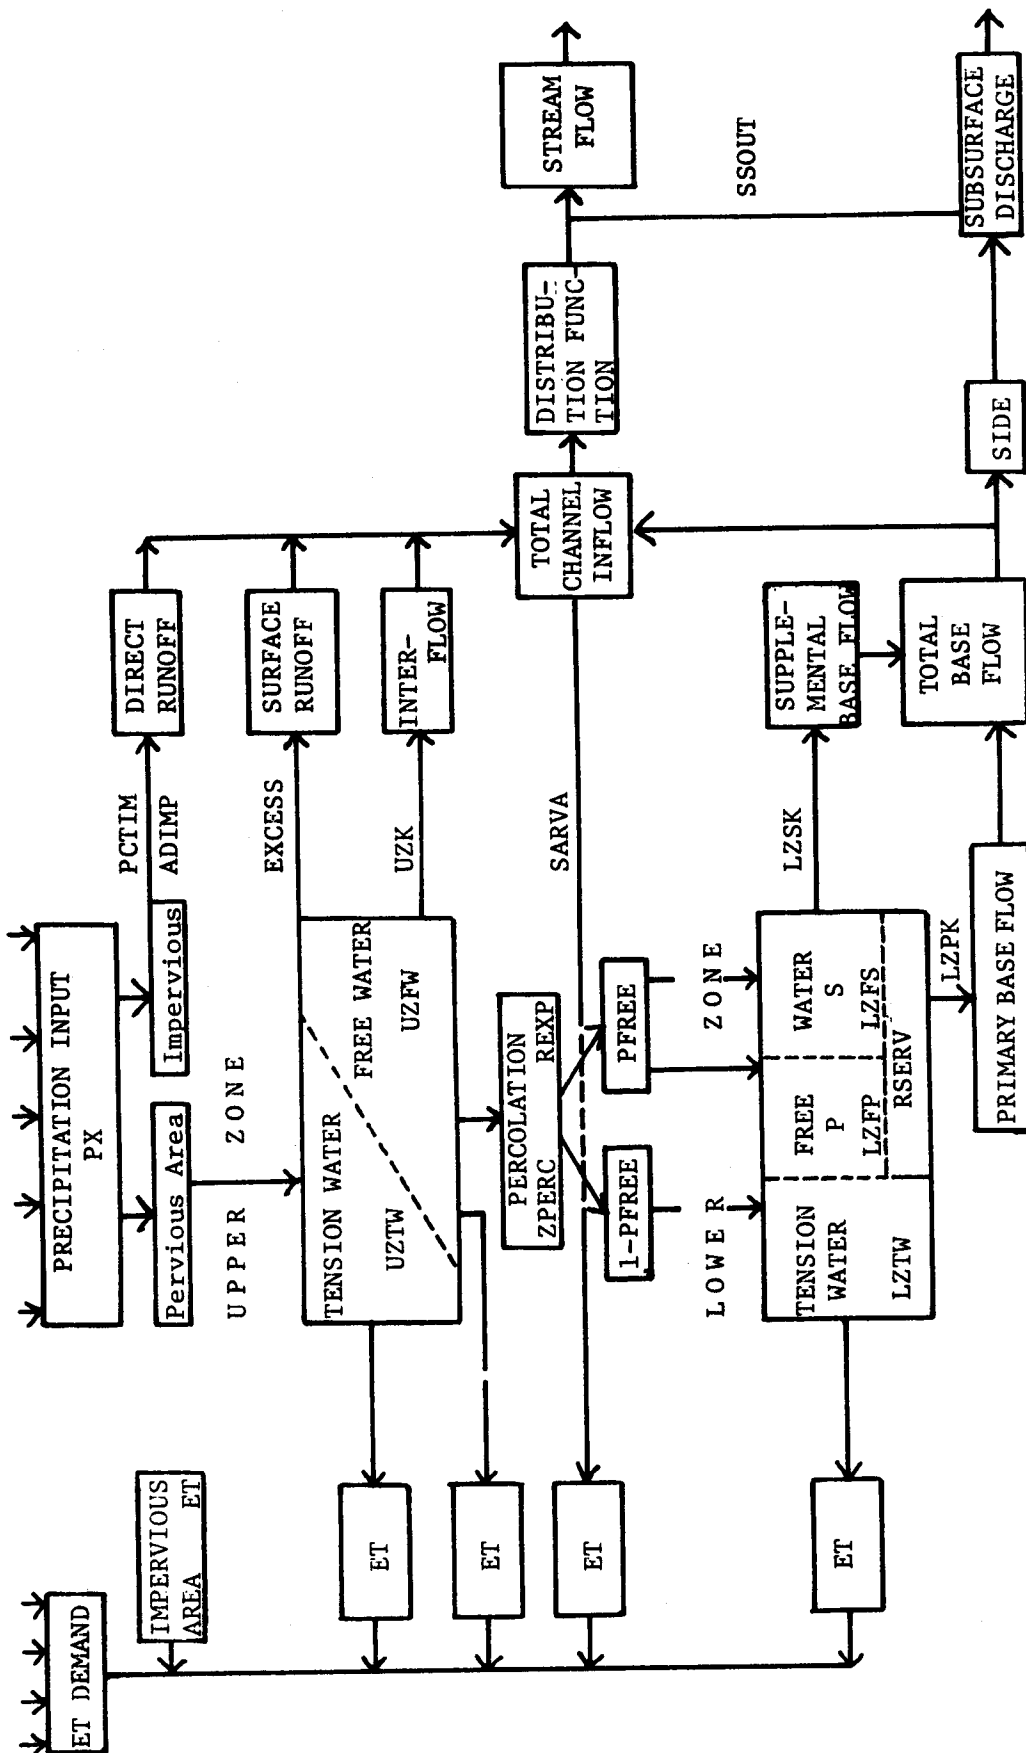 ET DEMAND
PRECIPITATION INPUT
PX
IMPERVIOUS
AREA ET
Pervious Area
Impervious
PCTIM
ADIMP
DIRECT
RUNOFF
UPPER ZONE
EXCESS
SURFACE
RUNOFF
ET
TENSION WATER
UZTW
FREE WATER
UZFW
UZK
INTER-
FLOW
ET
PERCOLATION
ZPERC REXP
ET
SARVA
TOTAL
CHANNEL
INFLOW
DISTRIBU-
TION FUNC-
TION
STREAM
FLOW
1-PFREE
PFREE
LOWER ZONE
SSOUT
ET
TENSION
WATER
LZTW
FREE WATER
P S
LZFP LZFS
RSERV
LZSK
SUPPLE-
MENTAL
BASE FLOW
LZPK
PRIMARY BASE FLOW
TOTAL
BASE
FLOW
SIDE
SUBSURFACE
DISCHARGE